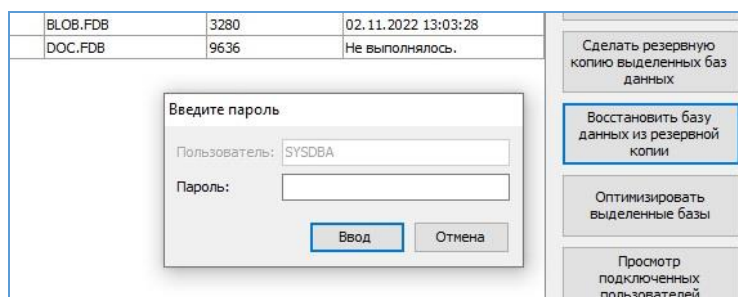 BLOB.FDB 3280 02.11.2022 13:03:28
DOC.FDB 9636 Не выполнялось.
Сделать резервную
копию выделенных баз
данных
Введите пароль
Восстановить базу
данных из резервной
копии
Пользователь: SYSDBA
Пароль:
Оптимизировать
выделенные базы
Ввод Отмена
Просмотр
подключенных
пользователей